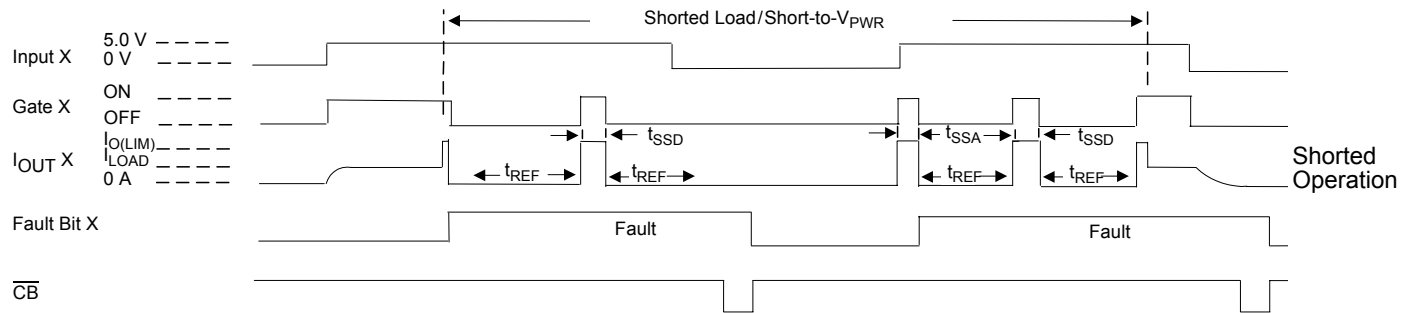 Shorted Load/Short-to-VPWR
Input X
5.0 V
0 V
Gate X
ON
OFF
tSSD
tSSA
tSSD
IOUT X
IO(LIM)
ILOAD
0 A
tREF
tREF
tREF
tREF
Shorted
Operation
Fault Bit X
Fault
Fault
CB